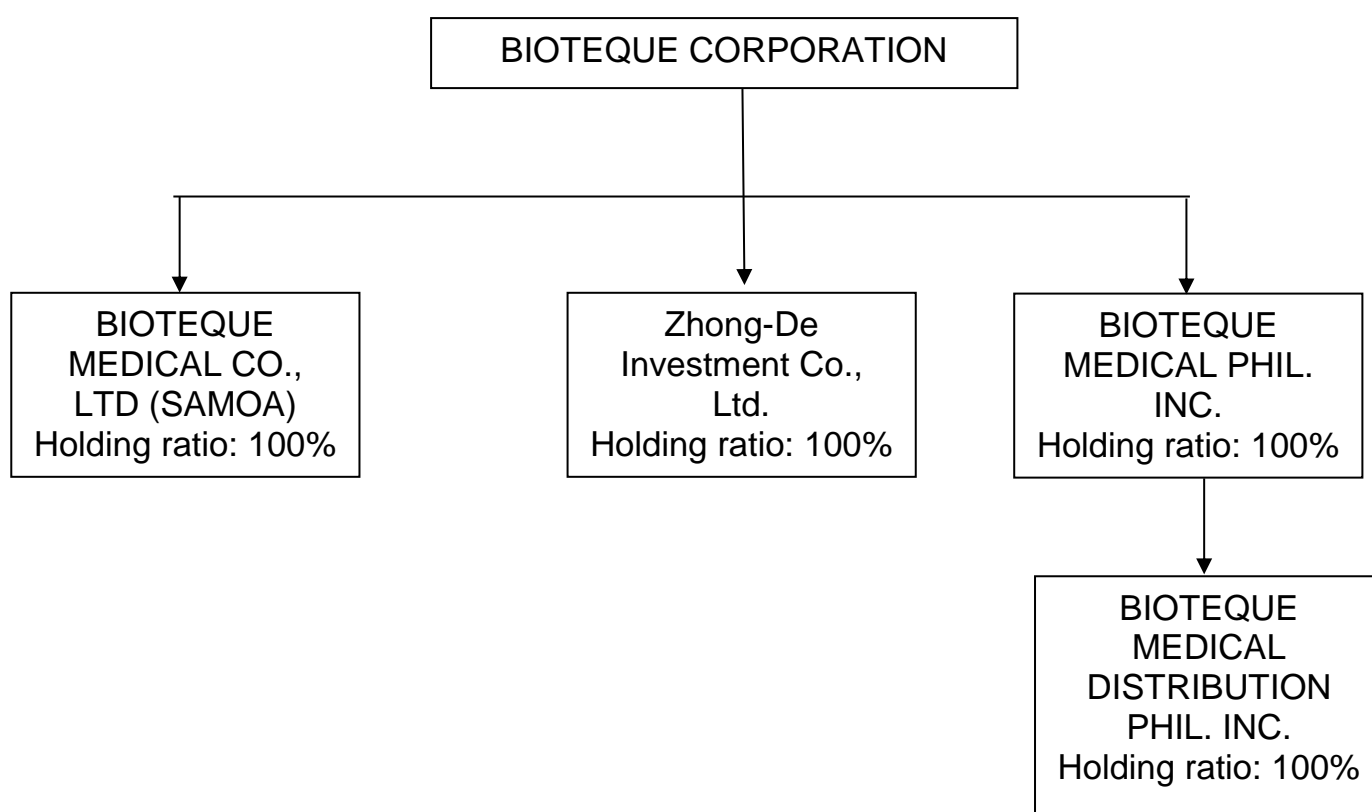 BIOTEQUE CORPORATION
BIOTEQUE
MEDICAL CO.,
LTD (SAMOA)
Holding ratio: 100%
Zhong-De
Investment Co.,
Ltd.
Holding ratio: 100%
BIOTEQUE
MEDICAL PHIL.
INC.
Holding ratio: 100%
BIOTEQUE
MEDICAL
DISTRIBUTION
PHIL. INC.
Holding ratio: 100%